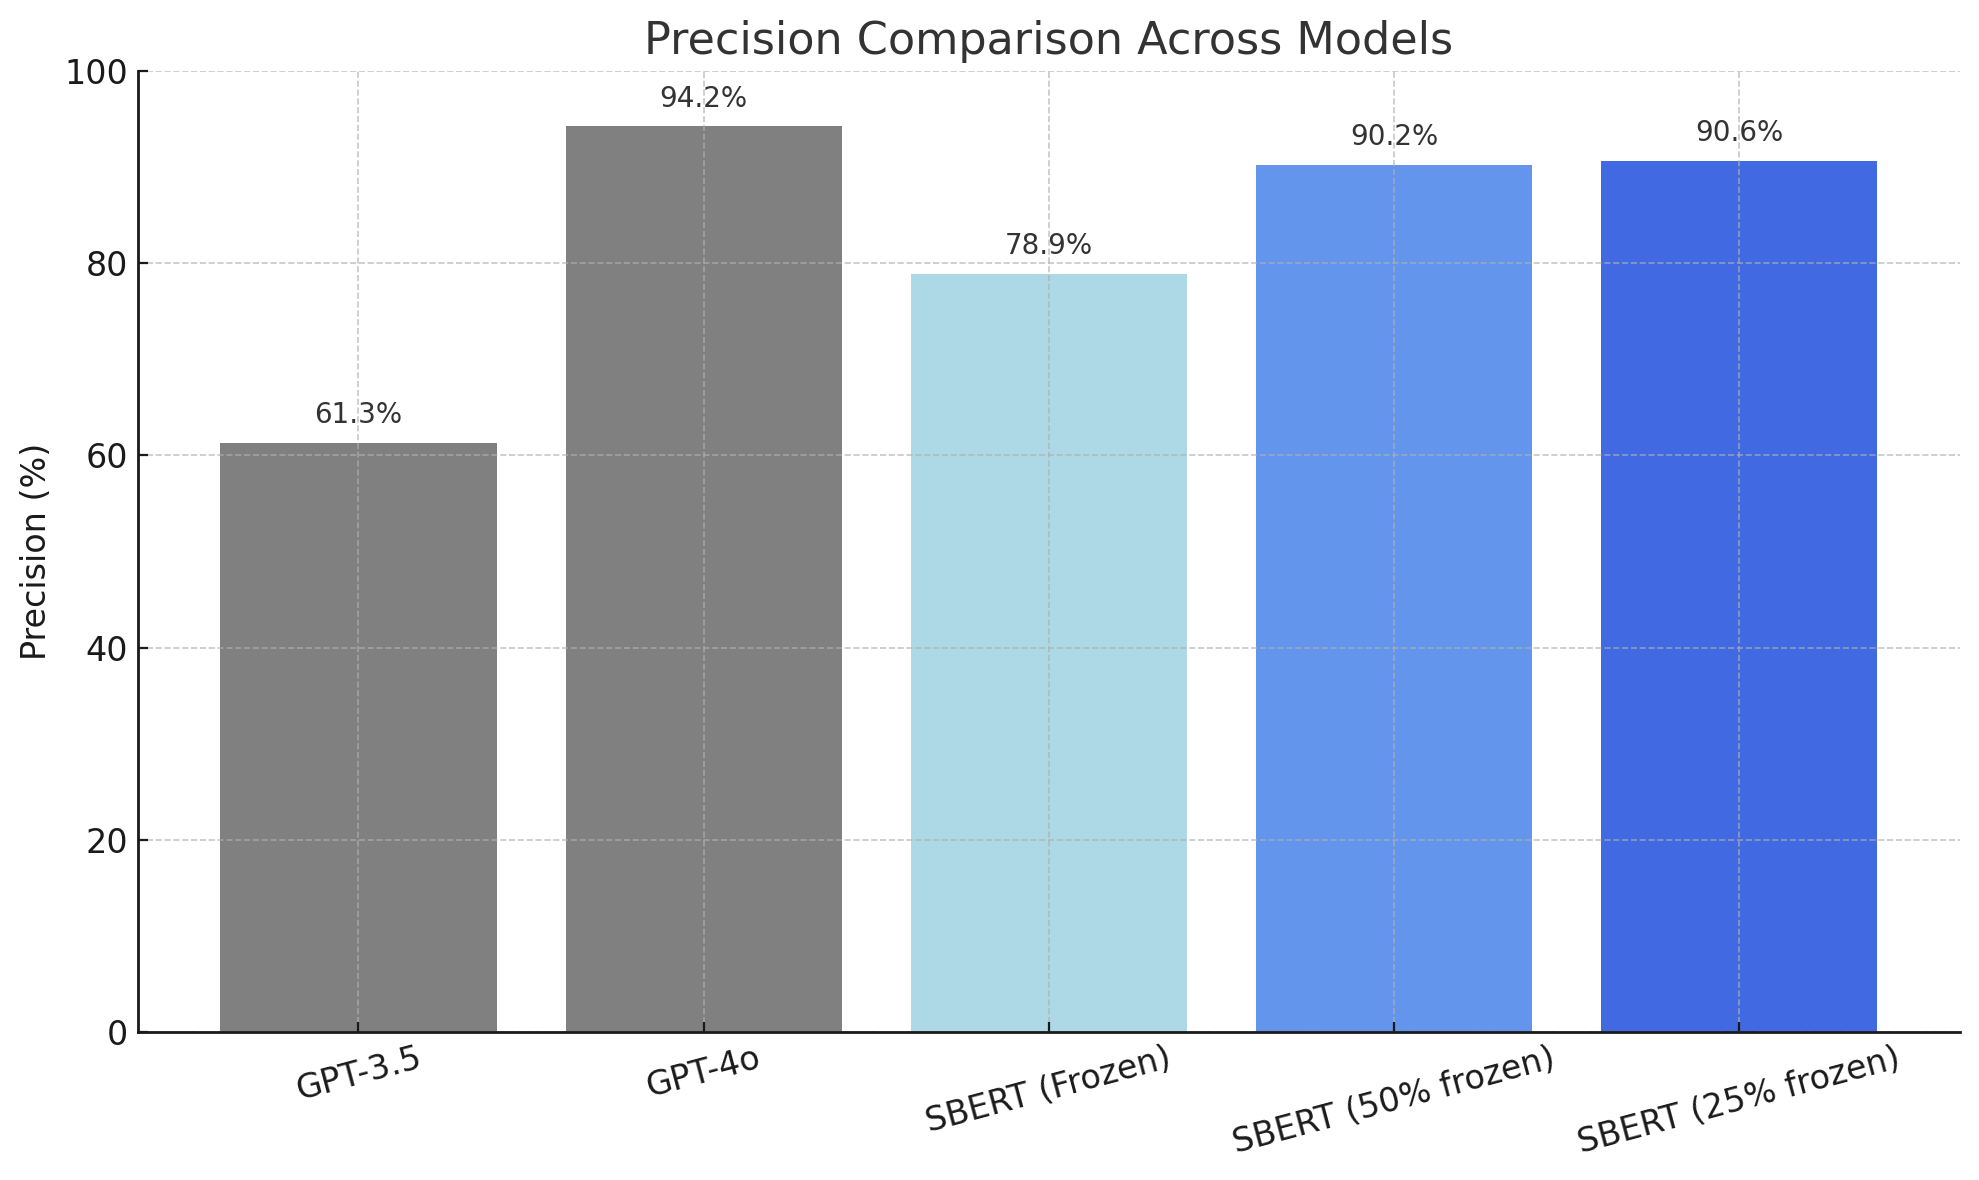 Precision Comparison Across Models
Precision (%)
100
80
60
40
20
0
61.3%
94.2%
78.9%
90.2%
90.6%
GPT-3.5
GPT-4o
SBERT (Frozen)
SBERT (50% frozen)
SBERT (25% frozen)